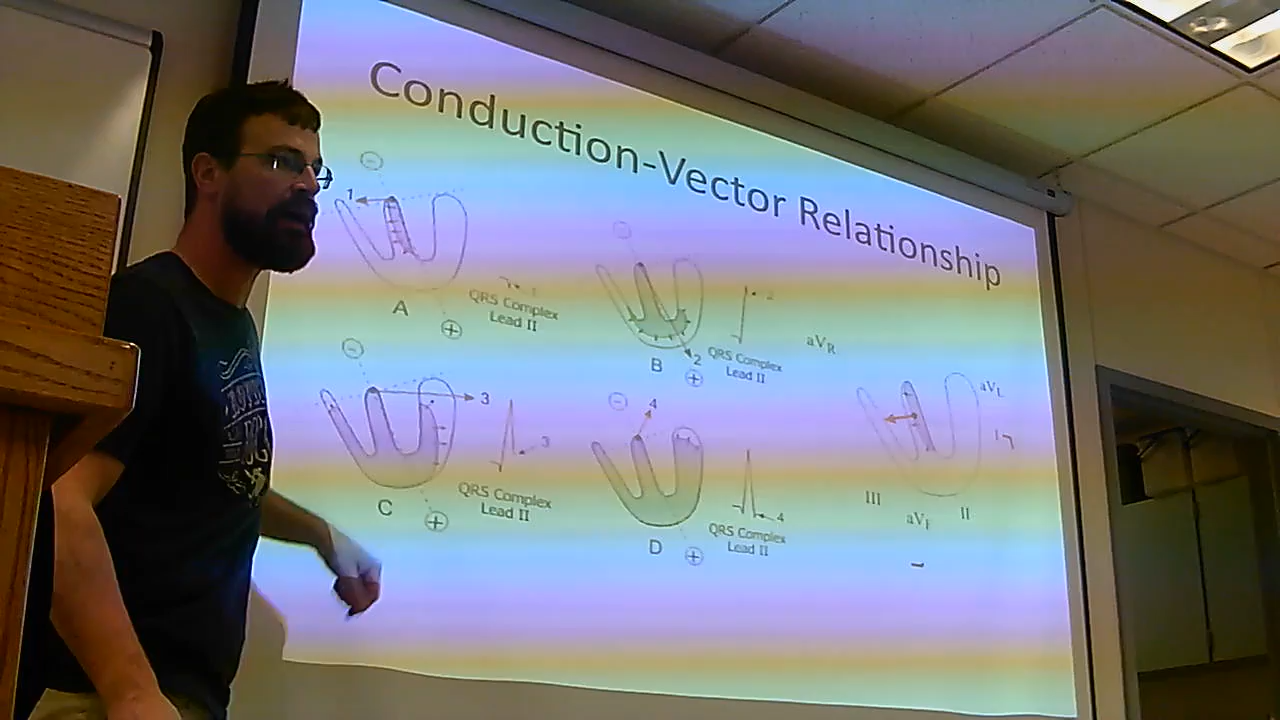 Conduction-Vector Relationship
1
A
QRS Complex
Lead II
2
B
QRS Complex
Lead II
2
aVR
3
C
QRS Complex
Lead II
3
4
D
QRS Complex
Lead II
4
aVL
I
III
aVF
II